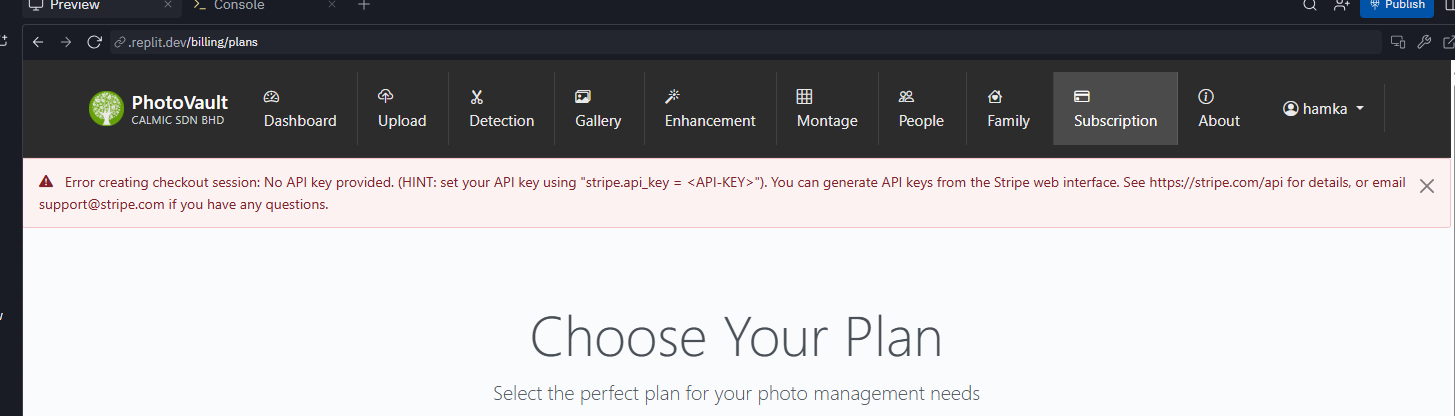 Preview
Console
Publish
.replit.dev/billing/plans
PhotoVault
CALMIC SDN BHD
Dashboard
Upload
Detection
Gallery
Enhancement
Montage
People
Family
Subscription
About
hamka
Error creating checkout session: No API key provided. (HINT: set your API key using "stripe.api_key = <API-KEY>"). You can generate API keys from the Stripe web interface. See https://stripe.com/api for details, or email
support@stripe.com if you have any questions.
Choose Your Plan
Select the perfect plan for your photo management needs